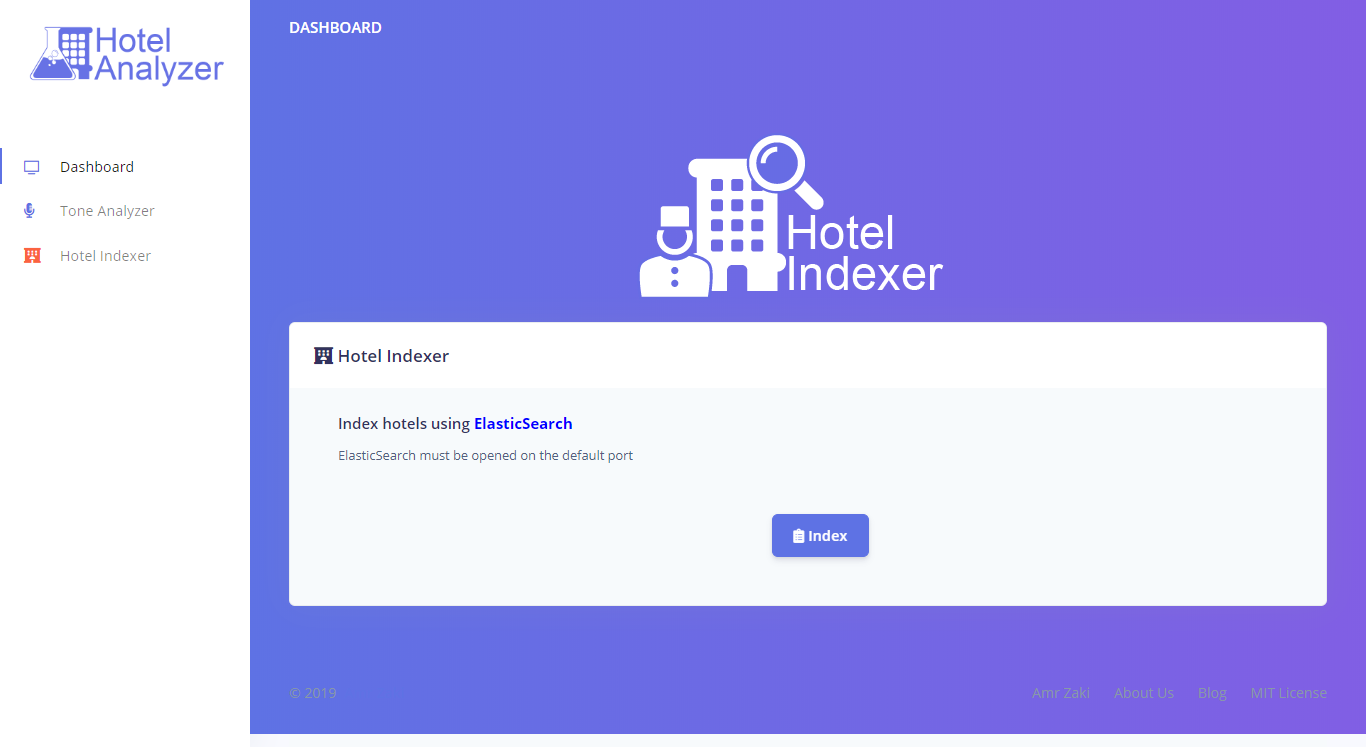 Hotel
Analyzer
Dashboard
Tone Analyzer
Hotel Indexer
DASHBOARD
Hotel
Indexer
Hotel Indexer
Index hotels using ElasticSearch
ElasticSearch must be opened on the default port
Index
© 2019
Amr Zaki About Us Blog MIT License